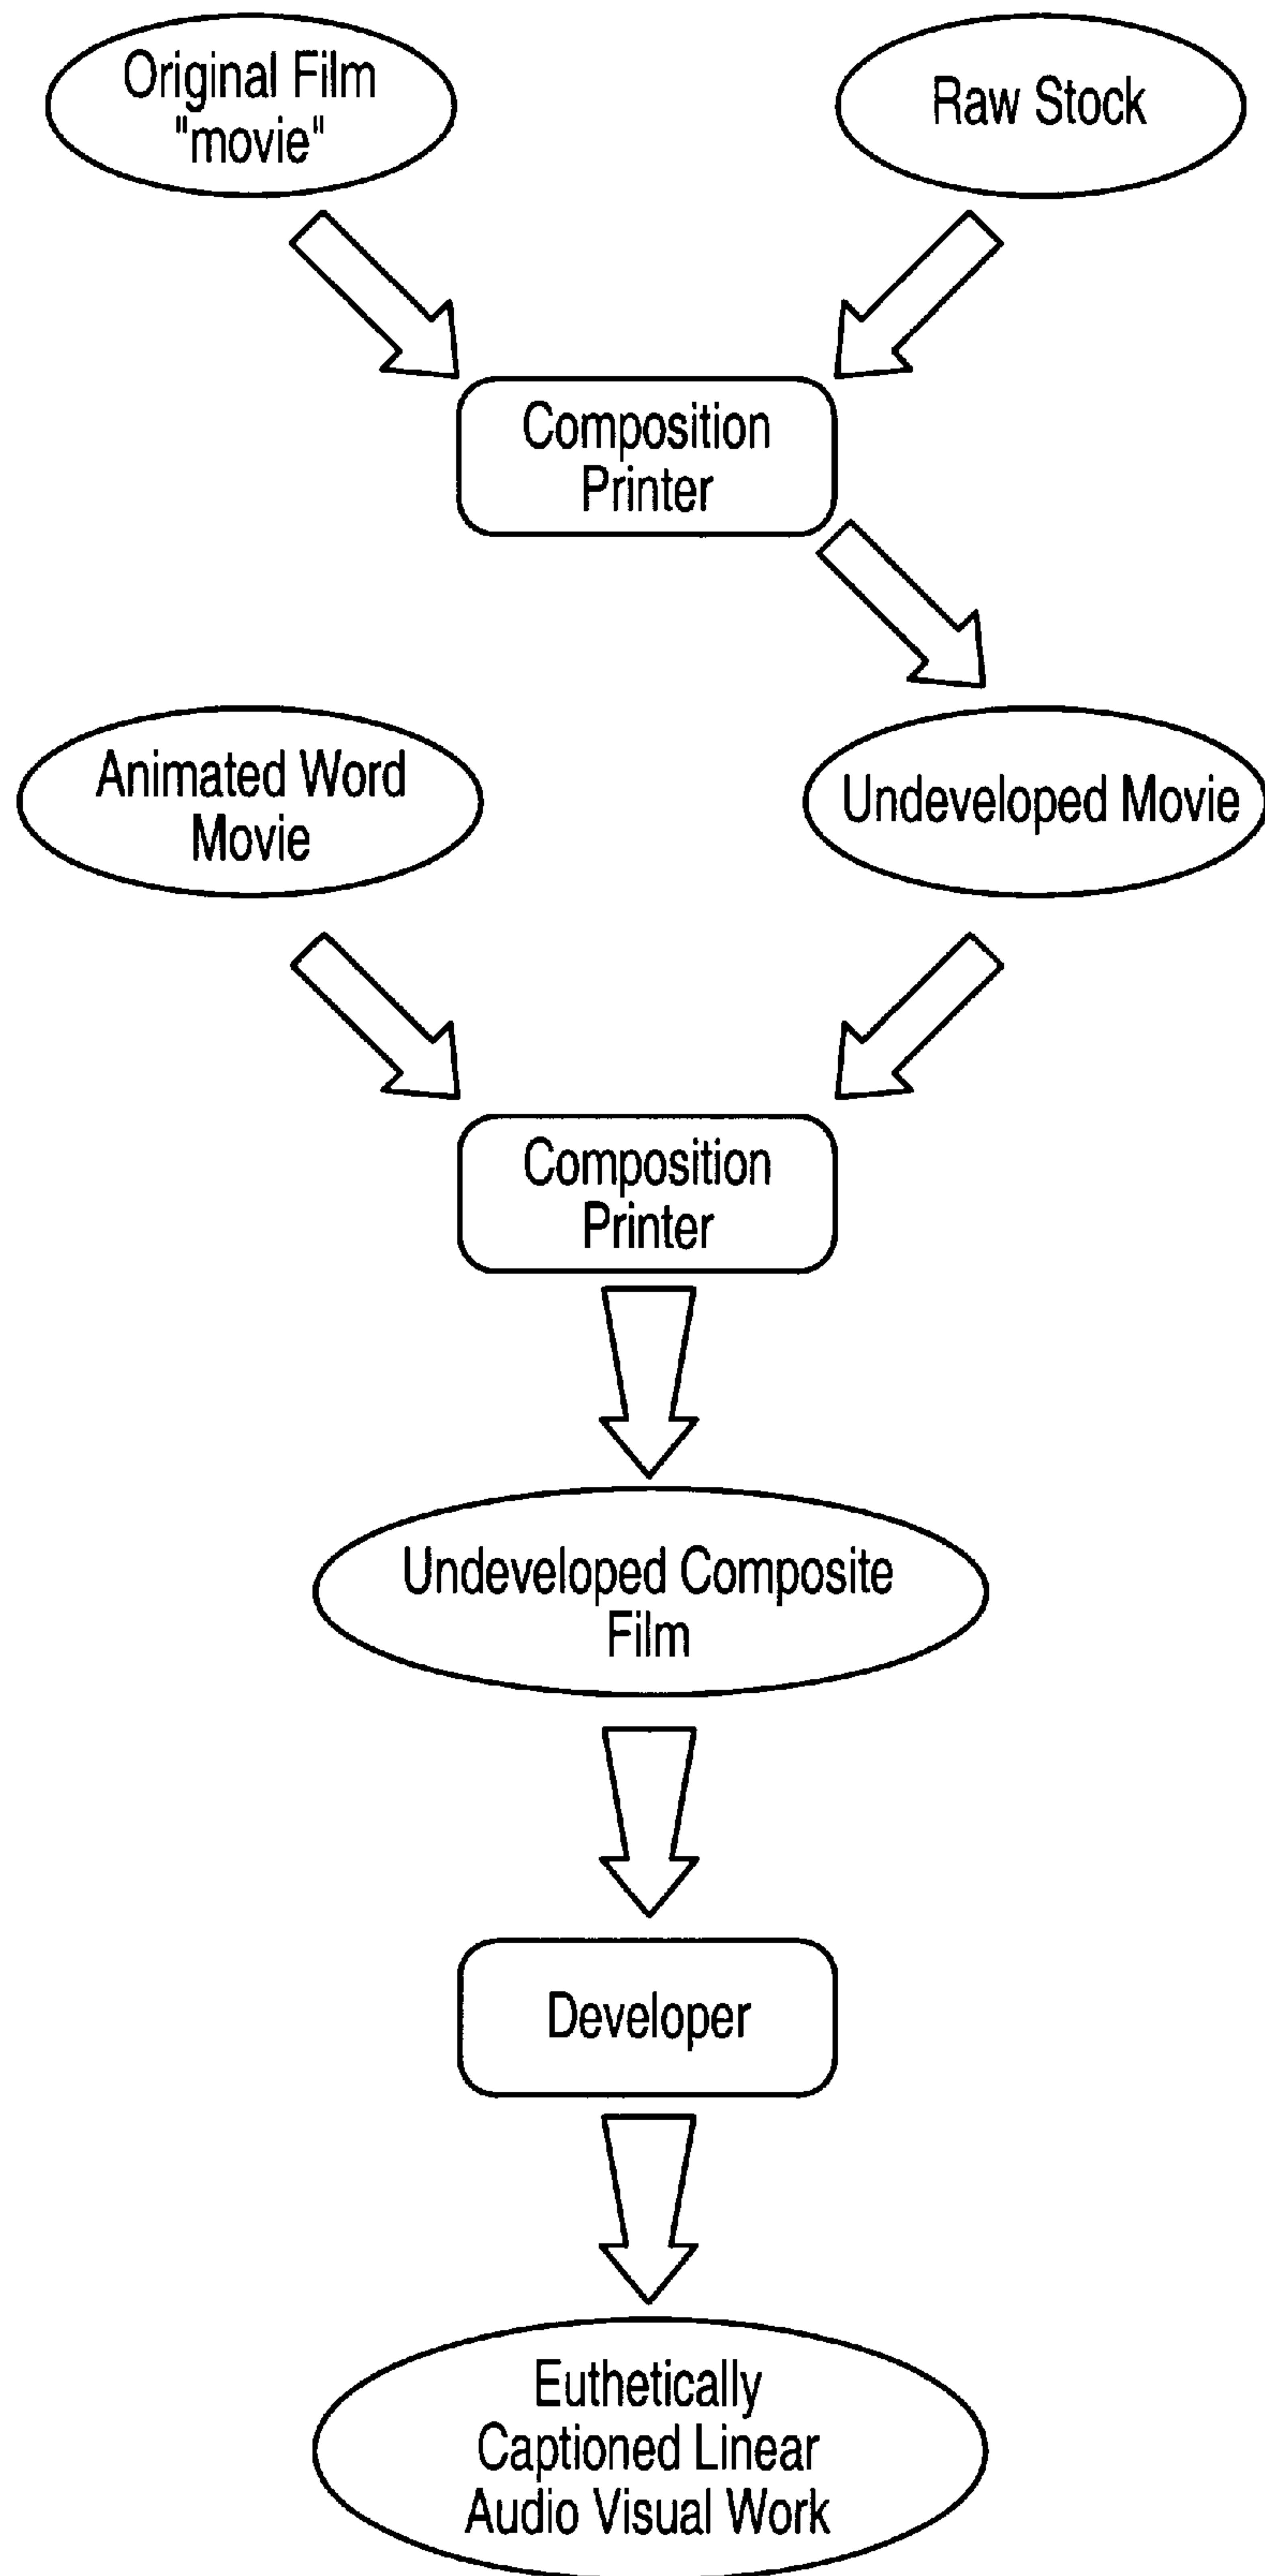 Original Film
"movie"
Raw Stock
Composition
Printer
Animated Word
Movie
Undeveloped Movie
Composition
Printer
Undeveloped Composite
Film
Developer
Euthetically
Captioned Linear
Audio Visual Work